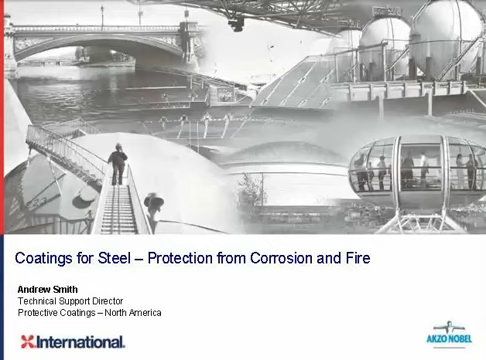 Coatings for Steel – Protection from Corrosion and Fire
Andrew Smith
Technical Support Director
Protective Coatings – North America
International.
AKZO NOBEL